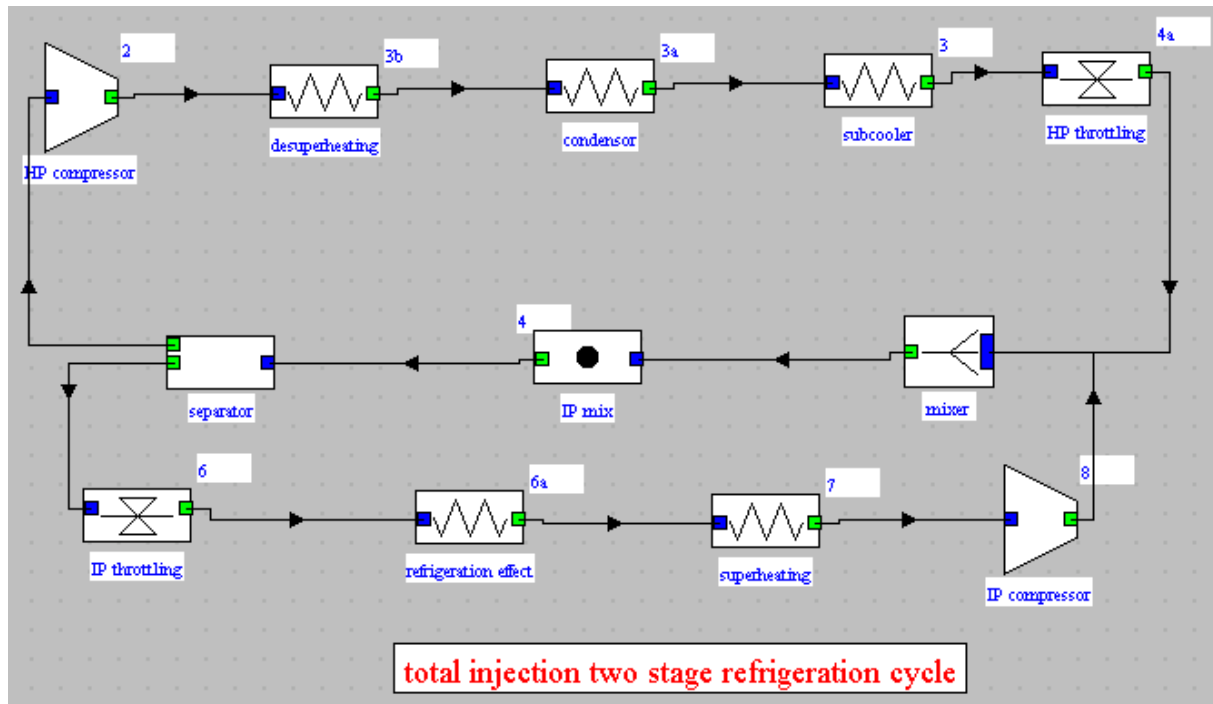 2
3b
3a
3
4a
desuperheating
condensor
subcooler
HP throttling
HP compressor
4
separator
IP mix
mixer
6
6a
7
8
IP throttling
refrigeration effect
superheating
IP compressor
total injection two stage refrigeration cycle